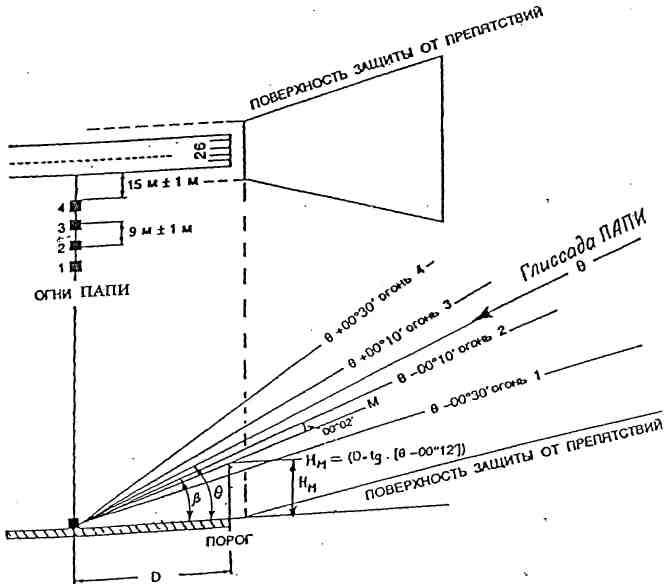 ПОВЕРХНОСТЬ ЗАЩИТЫ ОТ ПРЕПЯТСТВИЙ
26
15 м ± 1 м
4
3
9 м ± 1 м
2
1
ОГНИ ПАПИ
Глиссада ПАПИ
θ
θ +00°30' огонь 4
θ +00°10' огонь 3
θ −00°10' огонь 2
θ −00°30' огонь 1
M
00°02'
Hм = (D·tg·[θ −00°12'])
Hм
β
θ
ПОВЕРХНОСТЬ ЗАЩИТЫ ОТ ПРЕПЯТСТВИЙ
ПОРОГ
D